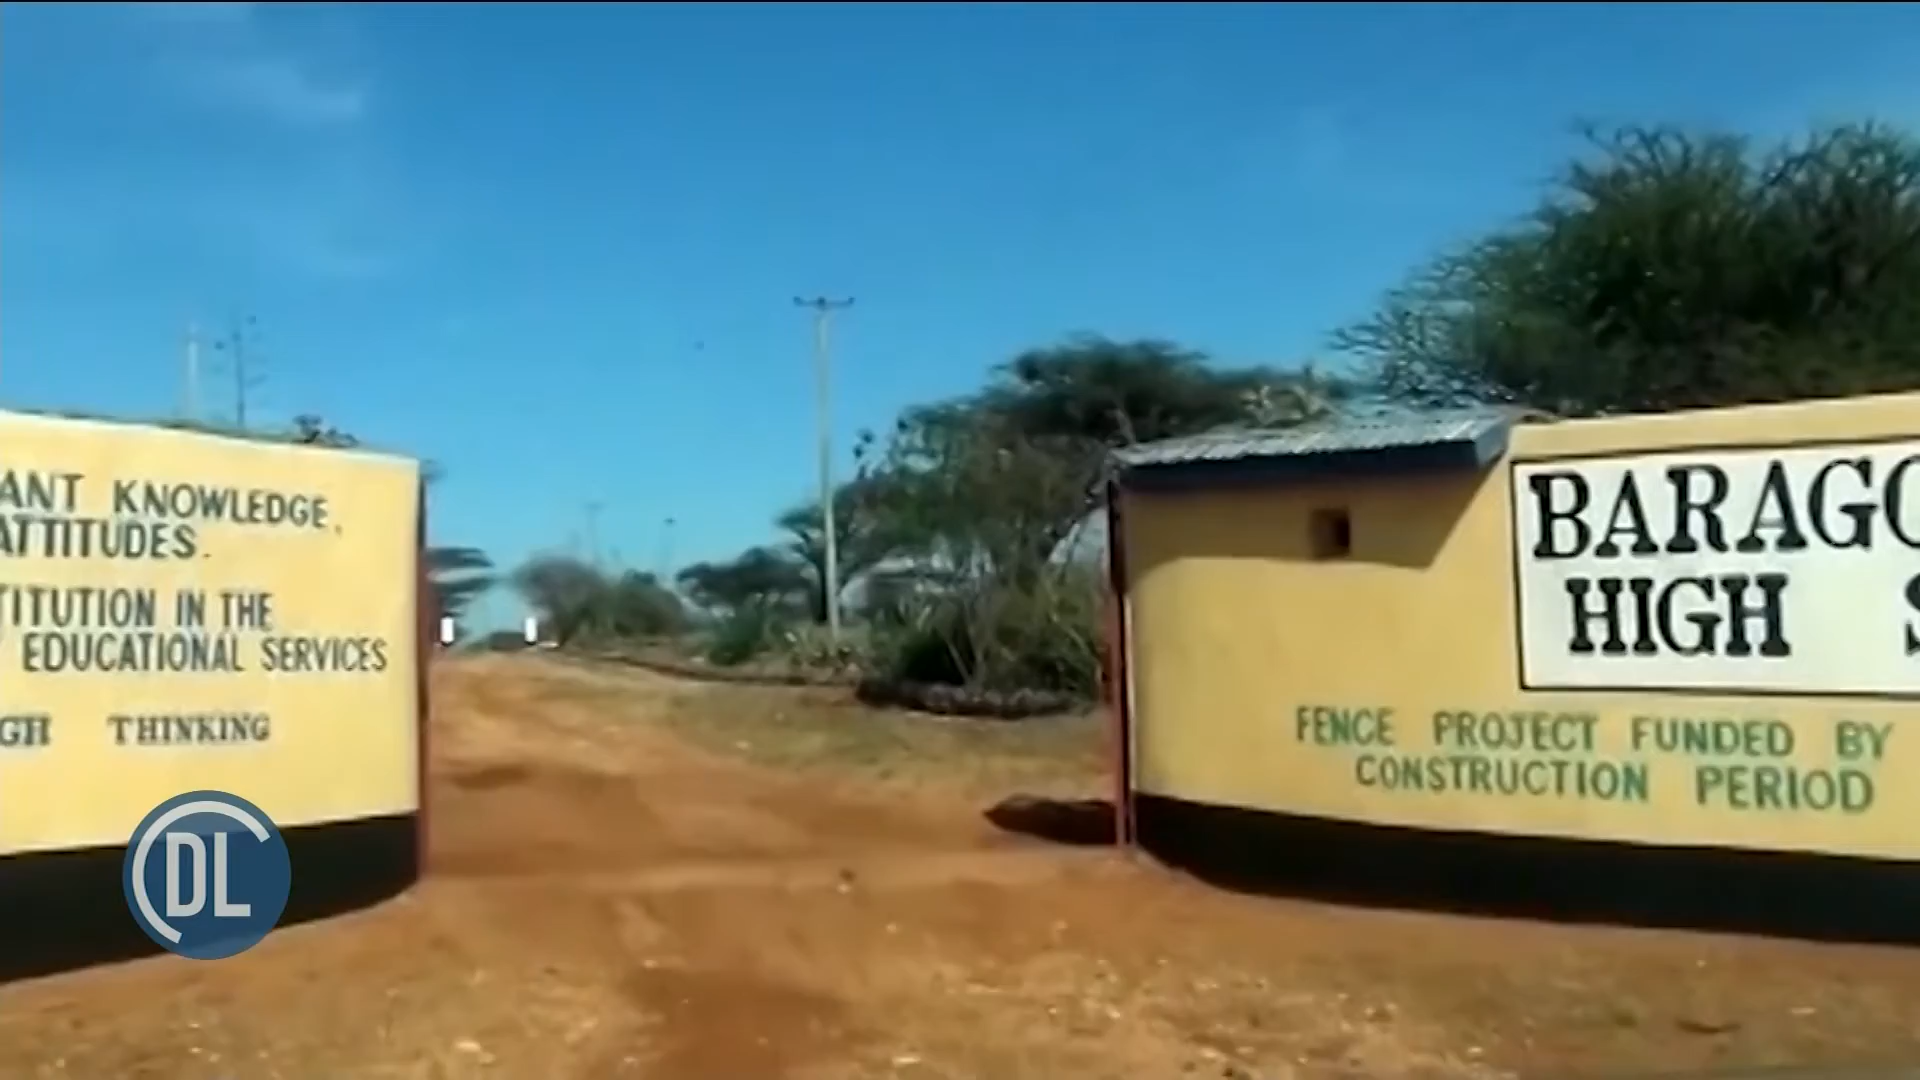 ANT KNOWLEDGE,
ATTITUDES.
TITUTION IN THE
EDUCATIONAL SERVICES
GH THINKING
DL
BARAGO
HIGH S
FENCE PROJECT FUNDED BY
CONSTRUCTION PERIOD